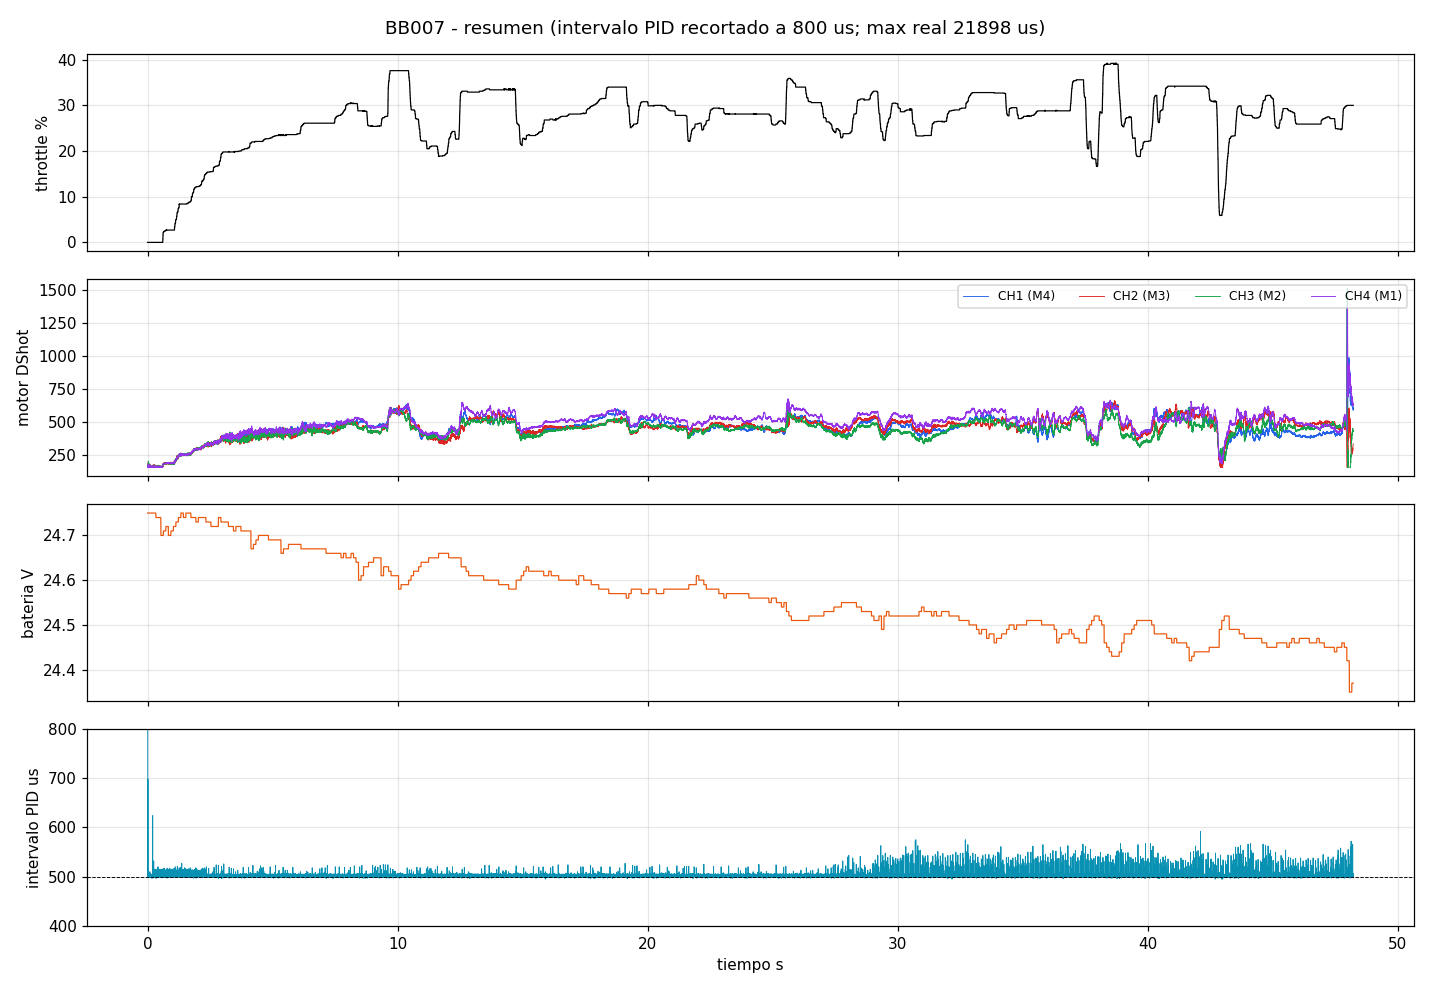 BB007 - resumen (intervalo PID recortado a 800 us; max real 21898 us)
throttle %
40
30
20
10
0
motor DShot
1500
1250
1000
750
500
250
CH1 (M4) CH2 (M3) CH3 (M2) CH4 (M1)
bateria V
24.7
24.6
24.5
24.4
intervalo PID us
800
700
600
500
400
0 10 20 30 40 50
tiempo s